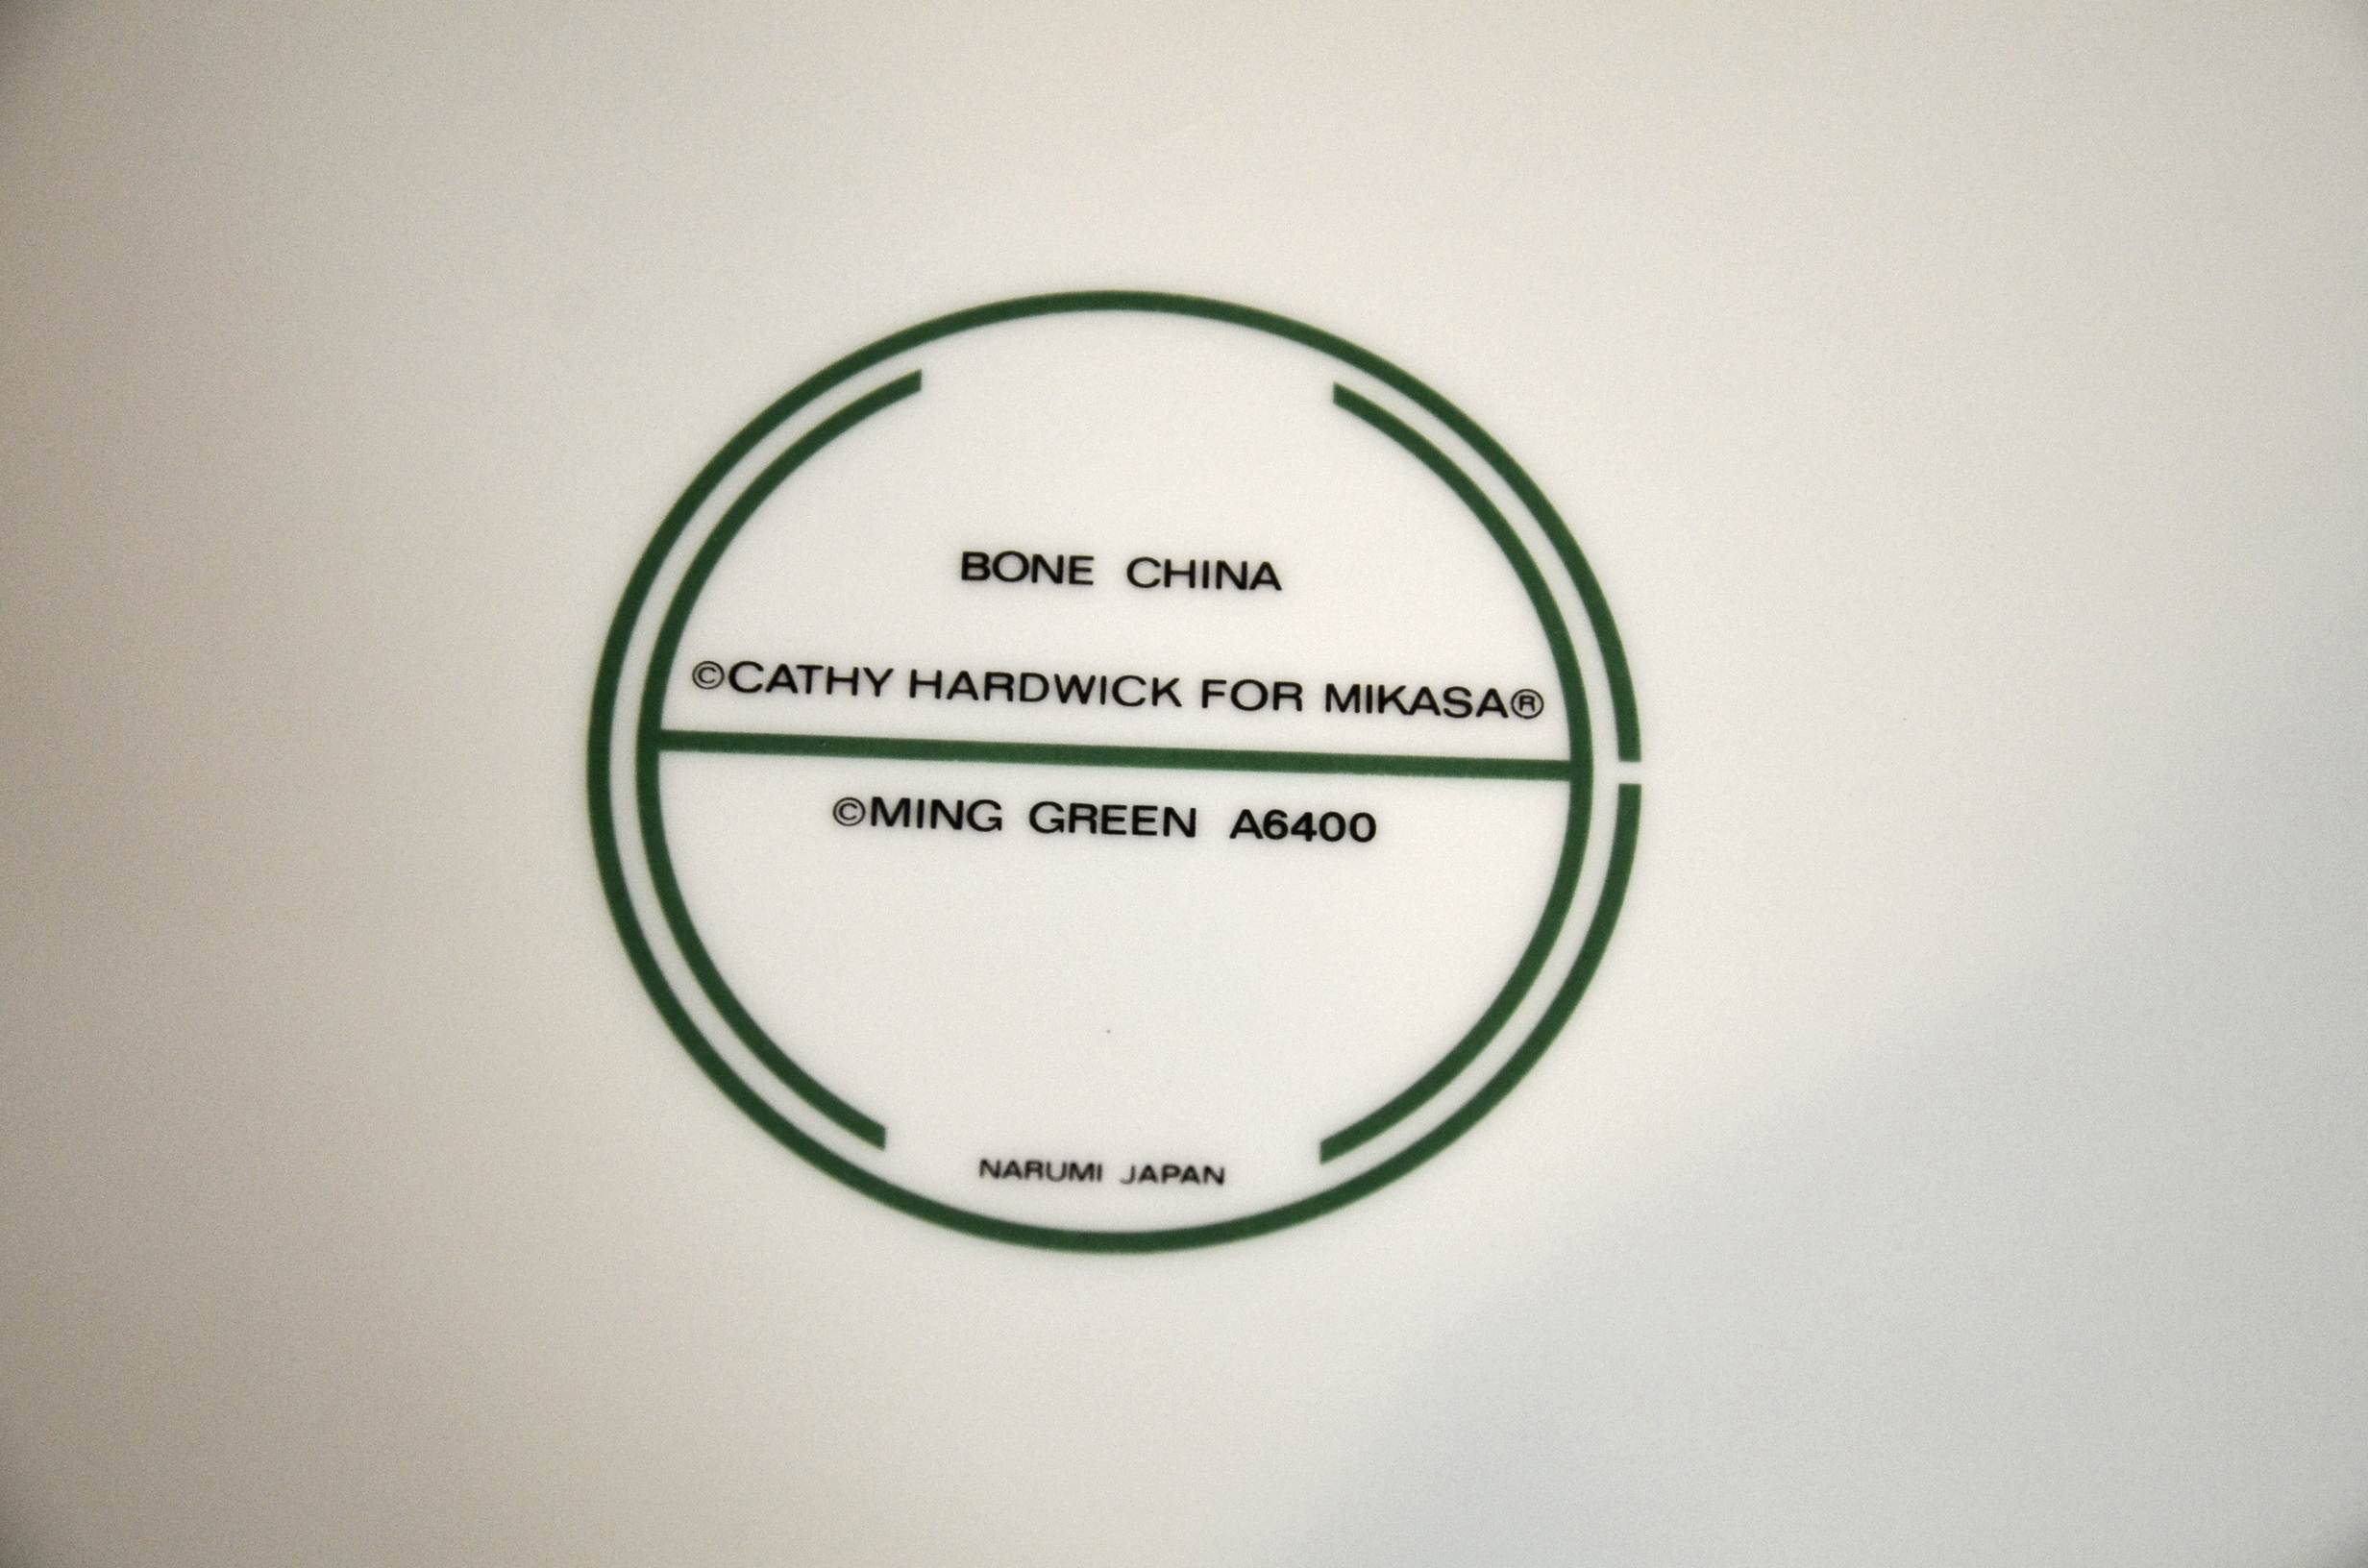 BONE CHINA
©CATHY HARDWICK FOR MIKASA®
©MING GREEN A6400
NARUMI JAPAN